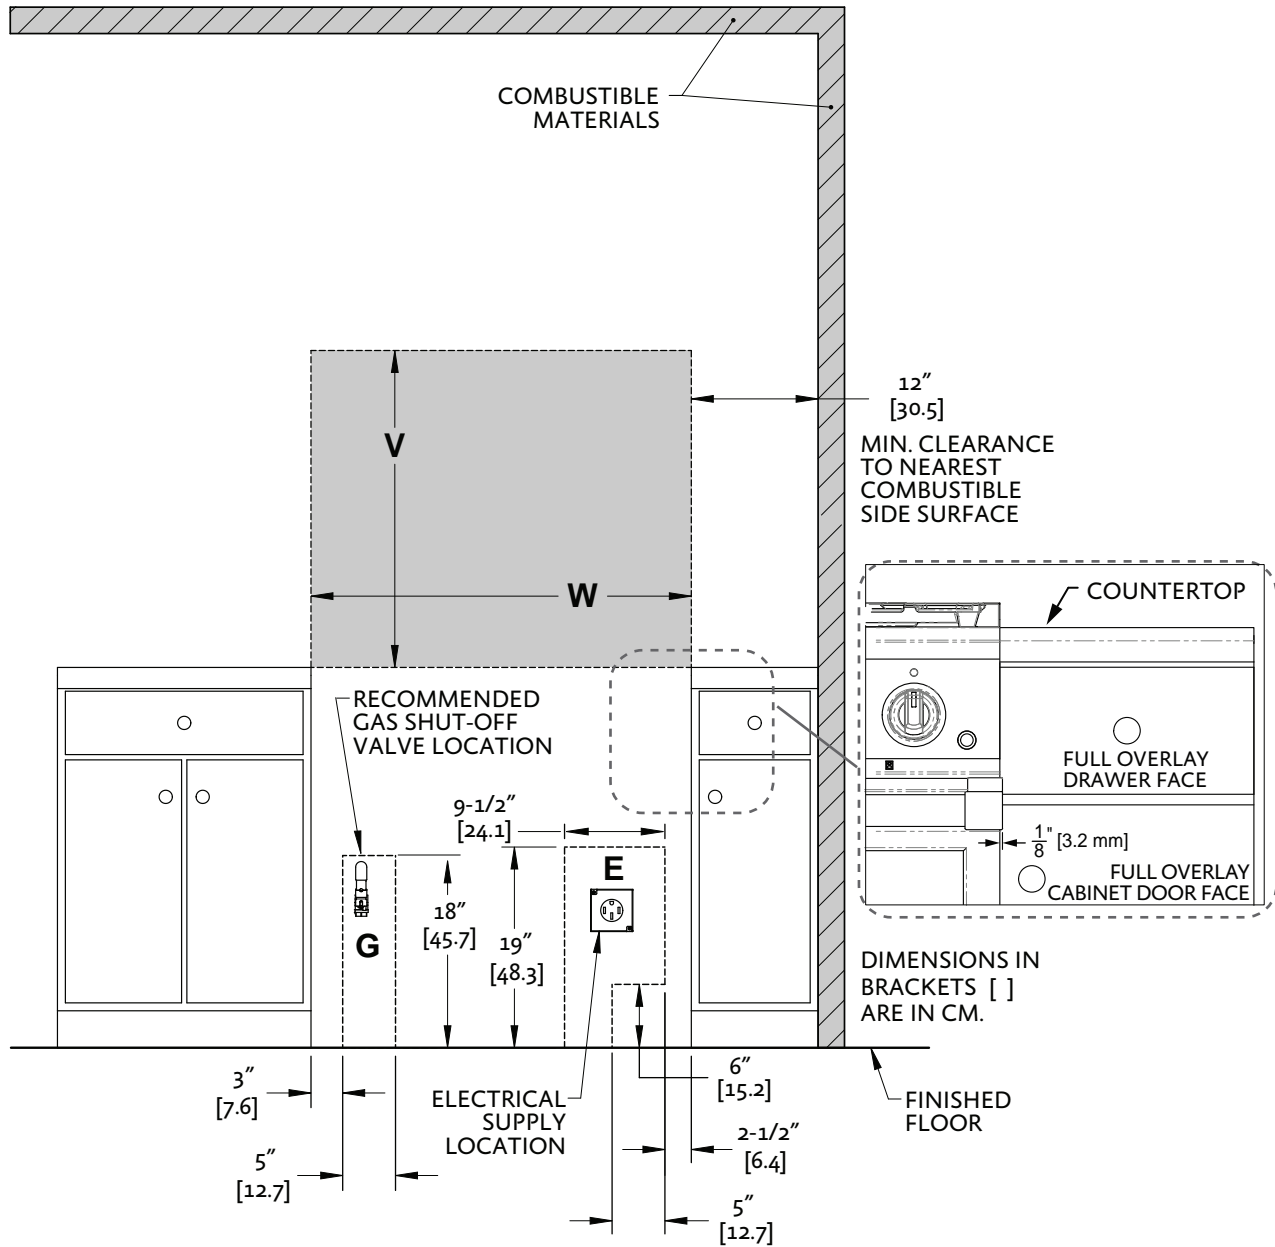 COMBUSTIBLE
MATERIALS
12"
[30.5]
MIN. CLEARANCE
TO NEAREST
COMBUSTIBLE
SIDE SURFACE
V
W
COUNTERTOP
FULL OVERLAY
DRAWER FACE
1/8" [3.2 mm]
FULL OVERLAY
CABINET DOOR FACE
RECOMMENDED
GAS SHUT-OFF
VALVE LOCATION
9-1/2"
[24.1]
E
G
18"
[45.7]
19"
[48.3]
DIMENSIONS IN
BRACKETS [ ]
ARE IN CM.
3"
[7.6]
5"
[12.7]
ELECTRICAL
SUPPLY
LOCATION
6"
[15.2]
2-1/2"
[6.4]
5"
[12.7]
FINISHED
FLOOR